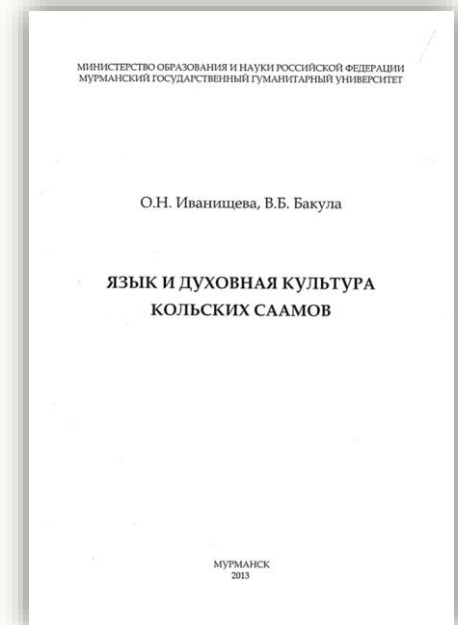 МИНИСТЕРСТВО ОБРАЗОВАНИЯ И НАУКИ РОССИЙСКОЙ ФЕДЕРАЦИИ
МУРМАНСКИЙ ГОСУДАРСТВЕННЫЙ ГУМАНИТАРНЫЙ УНИВЕРСИТЕТ
О.Н. Иванищева, В.Б. Бакула
ЯЗЫК И ДУХОВНАЯ КУЛЬТУРА
КОЛЬСКИХ СААМОВ
МУРМАНСК
2013